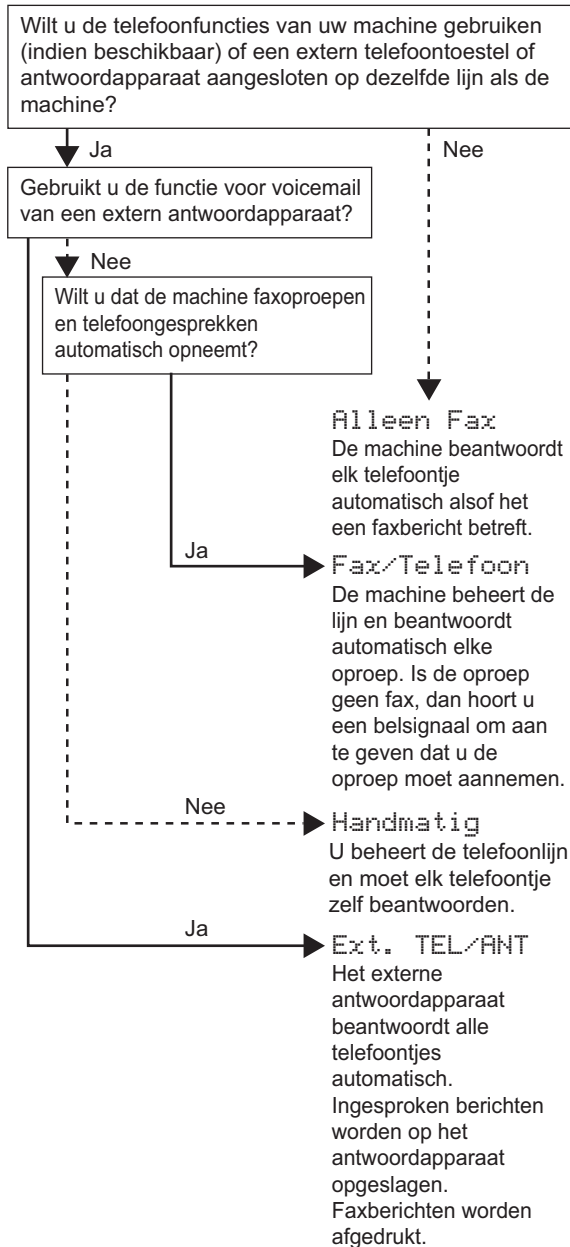 Wilt u de telefoonfuncties van uw machine gebruiken
(indien beschikbaar) of een extern telefoontoestel of
antwoordapparaat aangesloten op dezelfde lijn als de
machine?
Ja
Nee
Gebruikt u de functie voor voicemail
van een extern antwoordapparaat?
Nee
Wilt u dat de machine faxoproepen
en telefoongesprekken
automatisch opneemt?
Alleen Fax
De machine beantwoordt
elk telefoontje
automatisch alsof het
een faxbericht betreft.
Ja
Fax/Telefoon
De machine beheert de
lijn en beantwoordt
automatisch elke
oproep. Is de oproep
geen fax, dan hoort u
een belsignaal om aan
te geven dat u de
oproep moet aannemen.
Nee
Handmatig
U beheert de telefoonlijn
en moet elk telefoontje
zelf beantwoorden.
Ja
Ext. TEL/ANT
Het externe
antwoordapparaat
beantwoordt alle
telefoontjes
automatisch.
Ingesproken berichten
worden op het
antwoordapparaat
opgeslagen.
Faxberichten worden
afgedrukt.